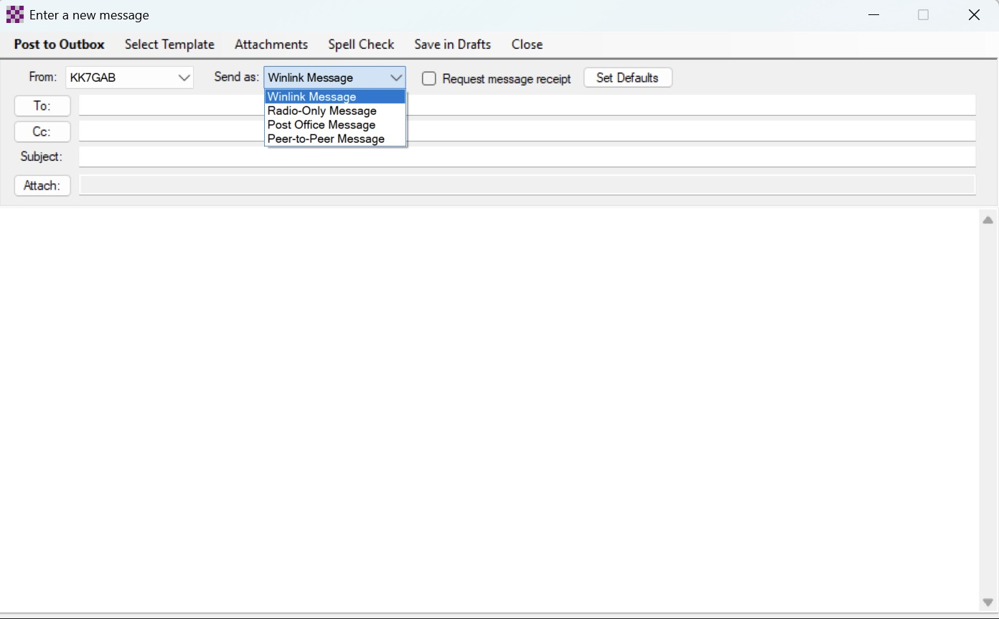 Enter a new message
Post to Outbox Select Template Attachments Spell Check Save in Drafts Close
From: KK7GAB Send as: Winlink Message Request message receipt Set Defaults
Winlink Message
Radio-Only Message
Post Office Message
Peer-to-Peer Message
To:
Cc:
Subject:
Attach: